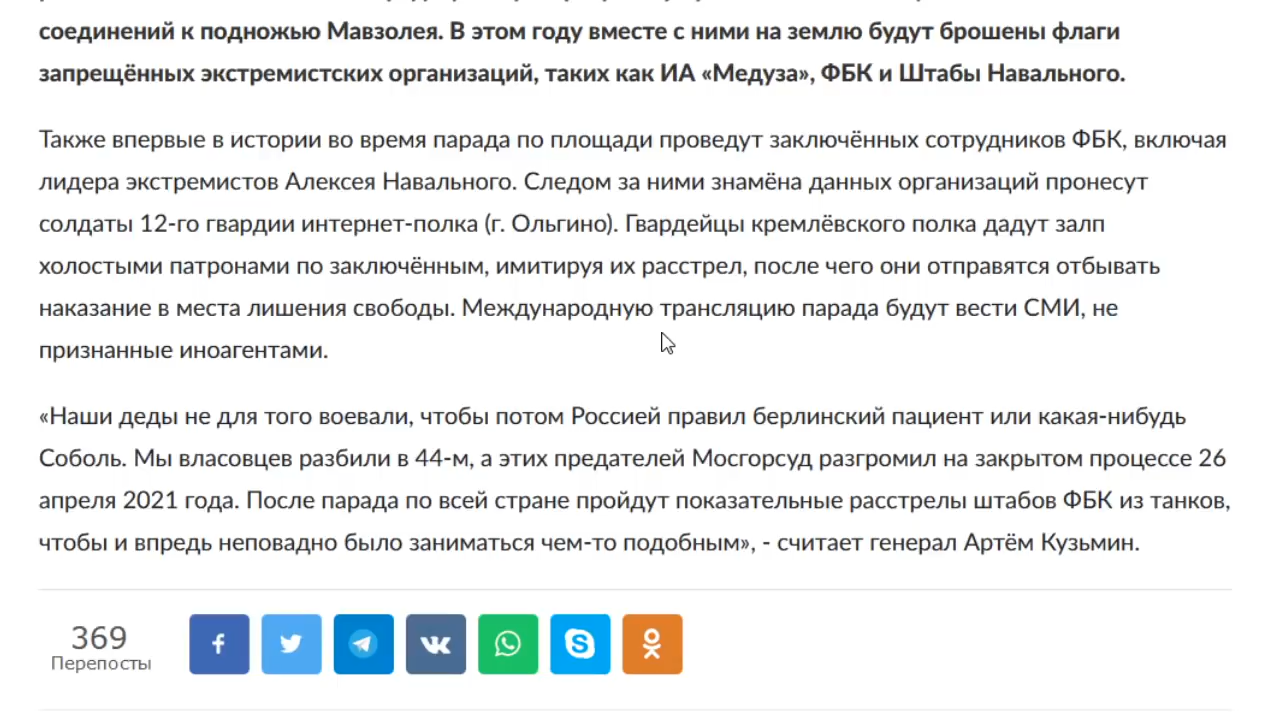 соединений к подножью Мавзолея. В этом году вместе с ними на землю будут брошены флаги
запрещённых экстремистских организаций, таких как ИА «Медуза», ФБК и Штабы Навального.
Также впервые в истории во время парада по площади проведут заключённых сотрудников ФБК, включая
лидера экстремистов Алексея Навального. Следом за ними знамёна данных организаций пронесут
солдаты 12-го гвардии интернет-полка (г. Ольгино). Гвардейцы кремлёвского полка дадут залп
холостыми патронами по заключённым, имитируя их расстрел, после чего они отправятся отбывать
наказание в места лишения свободы. Международную трансляцию парада будут вести СМИ, не
признанные иноагентами.
«Наши деды не для того воевали, чтобы потом Россией правил берлинский пациент или какая-нибудь
Соболь. Мы власовцев разбили в 44-м, а этих предателей Мосгорсуд разгромил на закрытом процессе 26
апреля 2021 года. После парада по всей стране пройдут показательные расстрелы штабов ФБК из танков,
чтобы и впредь неповадно было заниматься чем-то подобным», - считает генерал Артём Кузьмин.
369
Перепосты